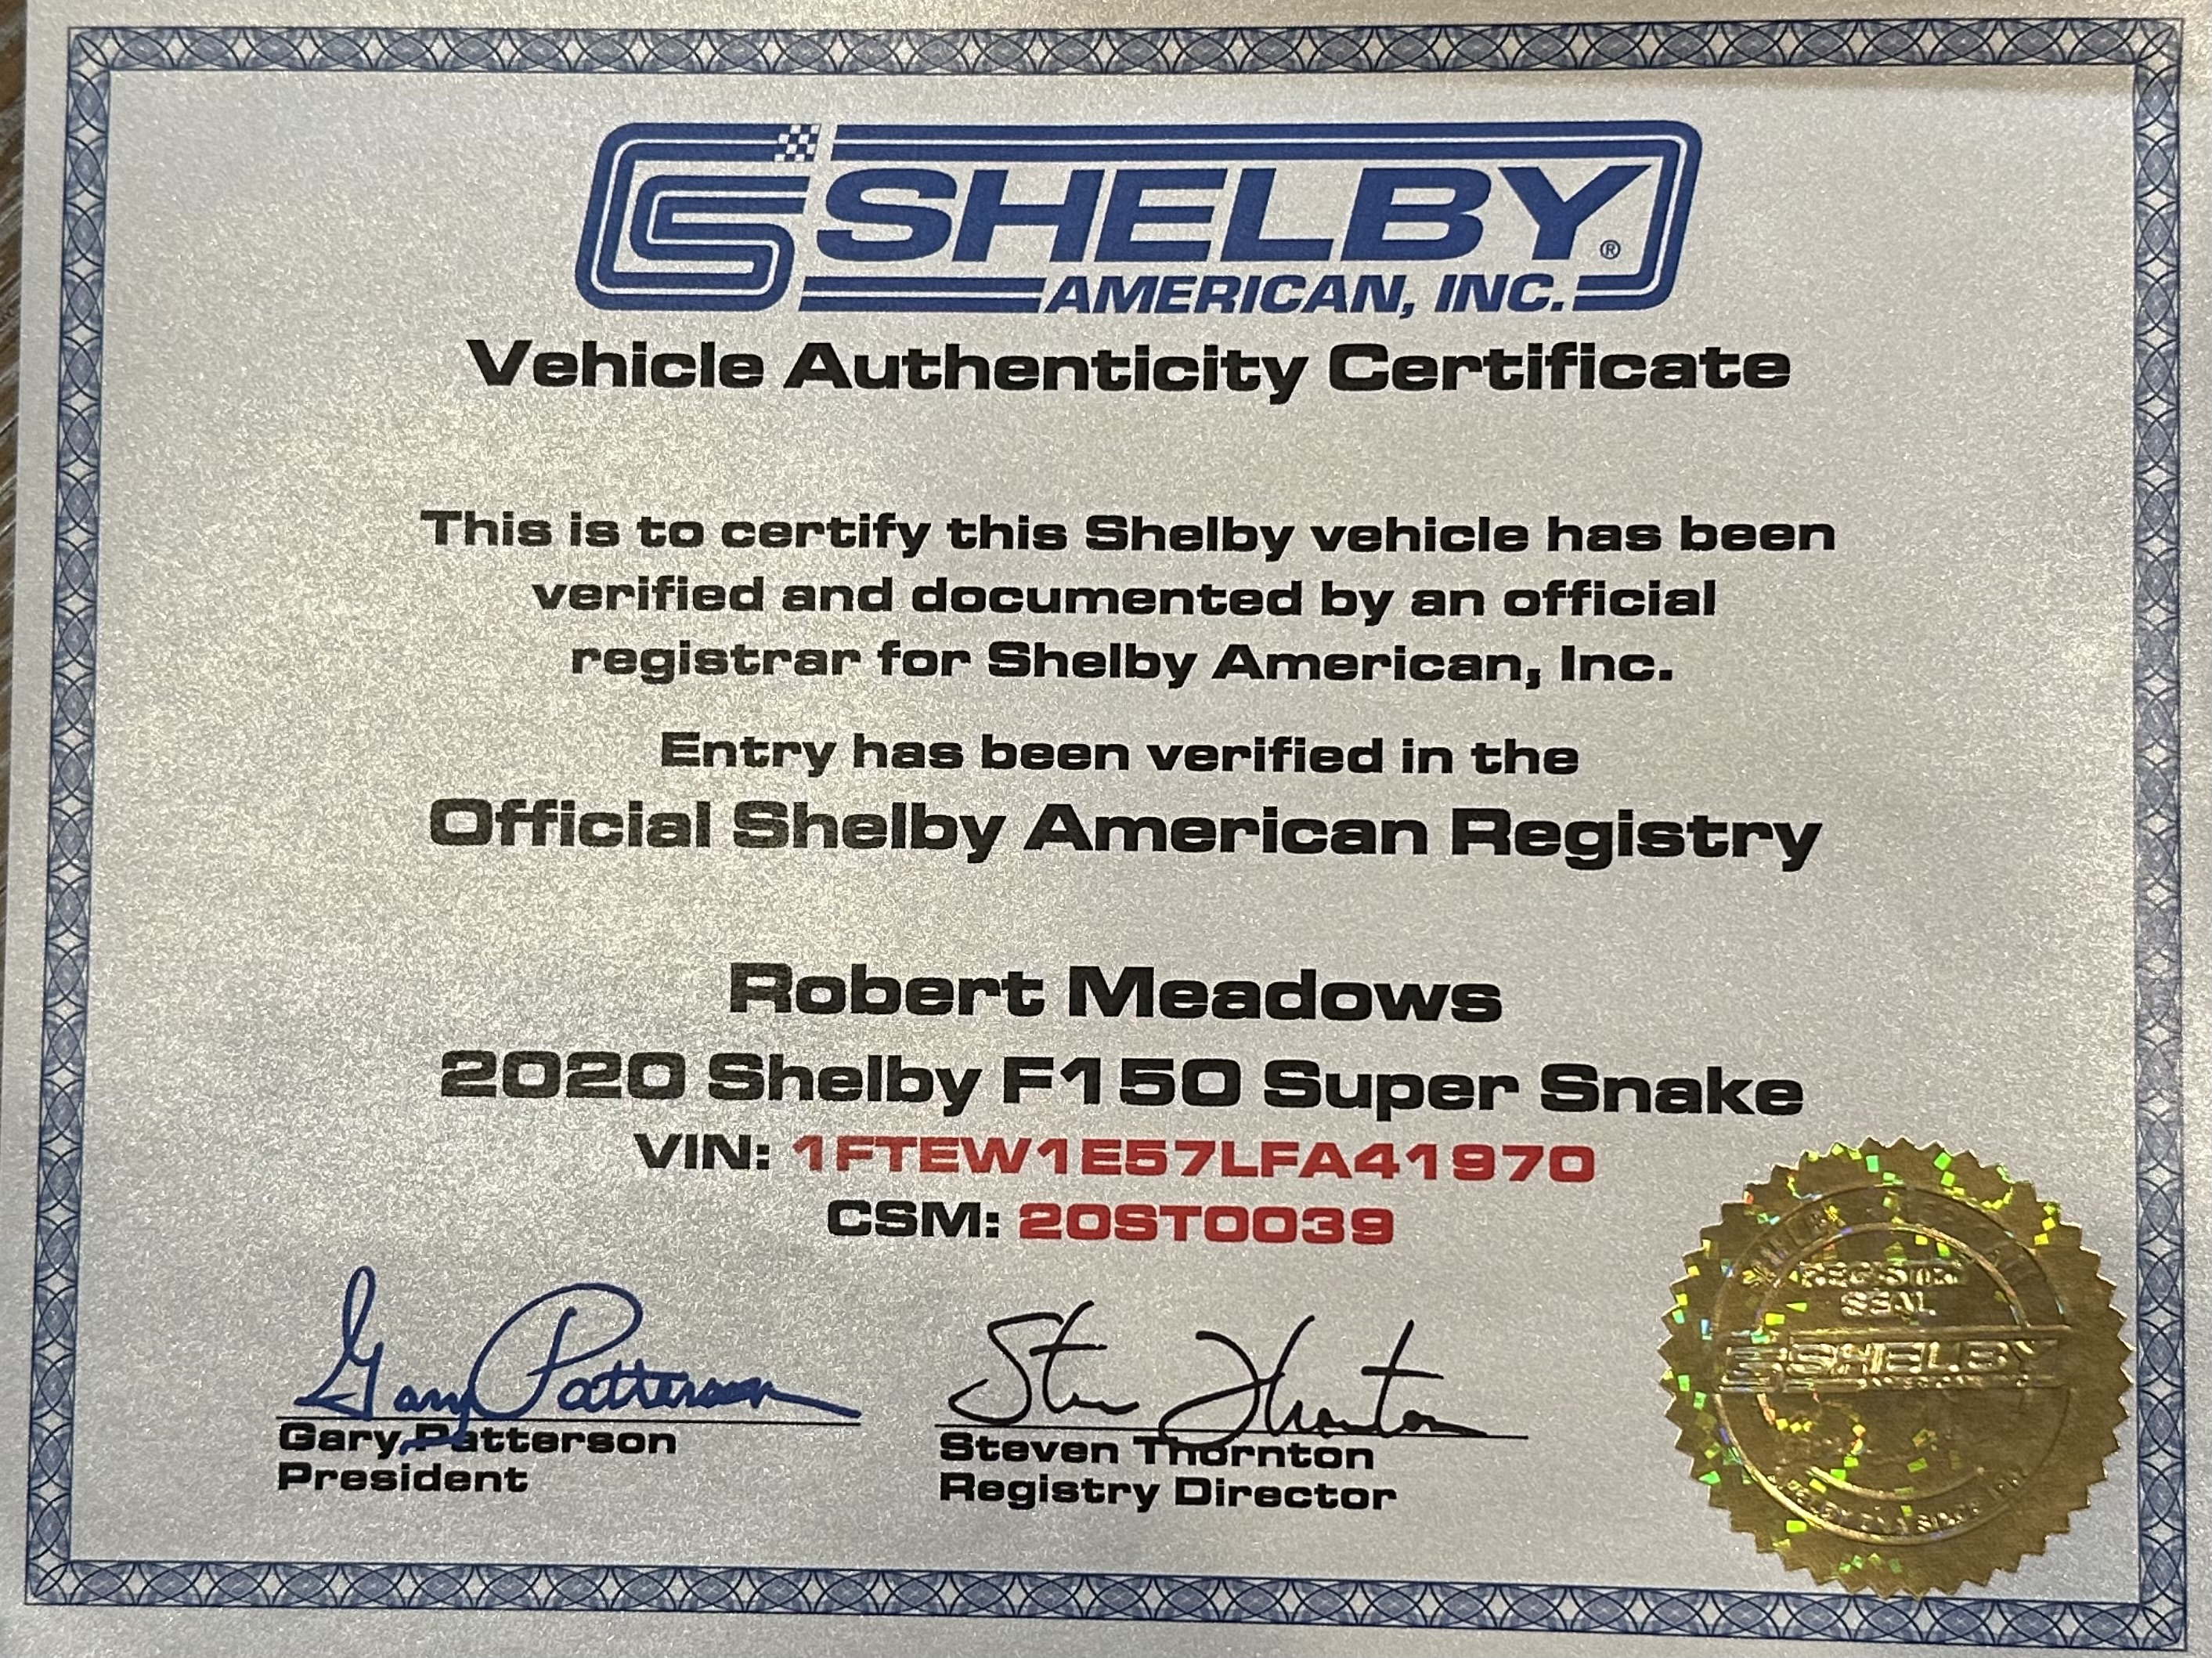 SHELBY®
AMERICAN, INC.
Vehicle Authenticity Certificate
This is to certify this Shelby vehicle has been
verified and documented by an official
registrar for Shelby American, Inc.
Entry has been verified in the
Official Shelby American Registry
Robert Meadows
2020 Shelby F150 Super Snake
VIN: 1FTEW1E57LFA41970
CSM: 20ST0039
Gary Patterson
Gary Patterson
President
Steven Thornton
Registry Director
SEAL
SHELBY